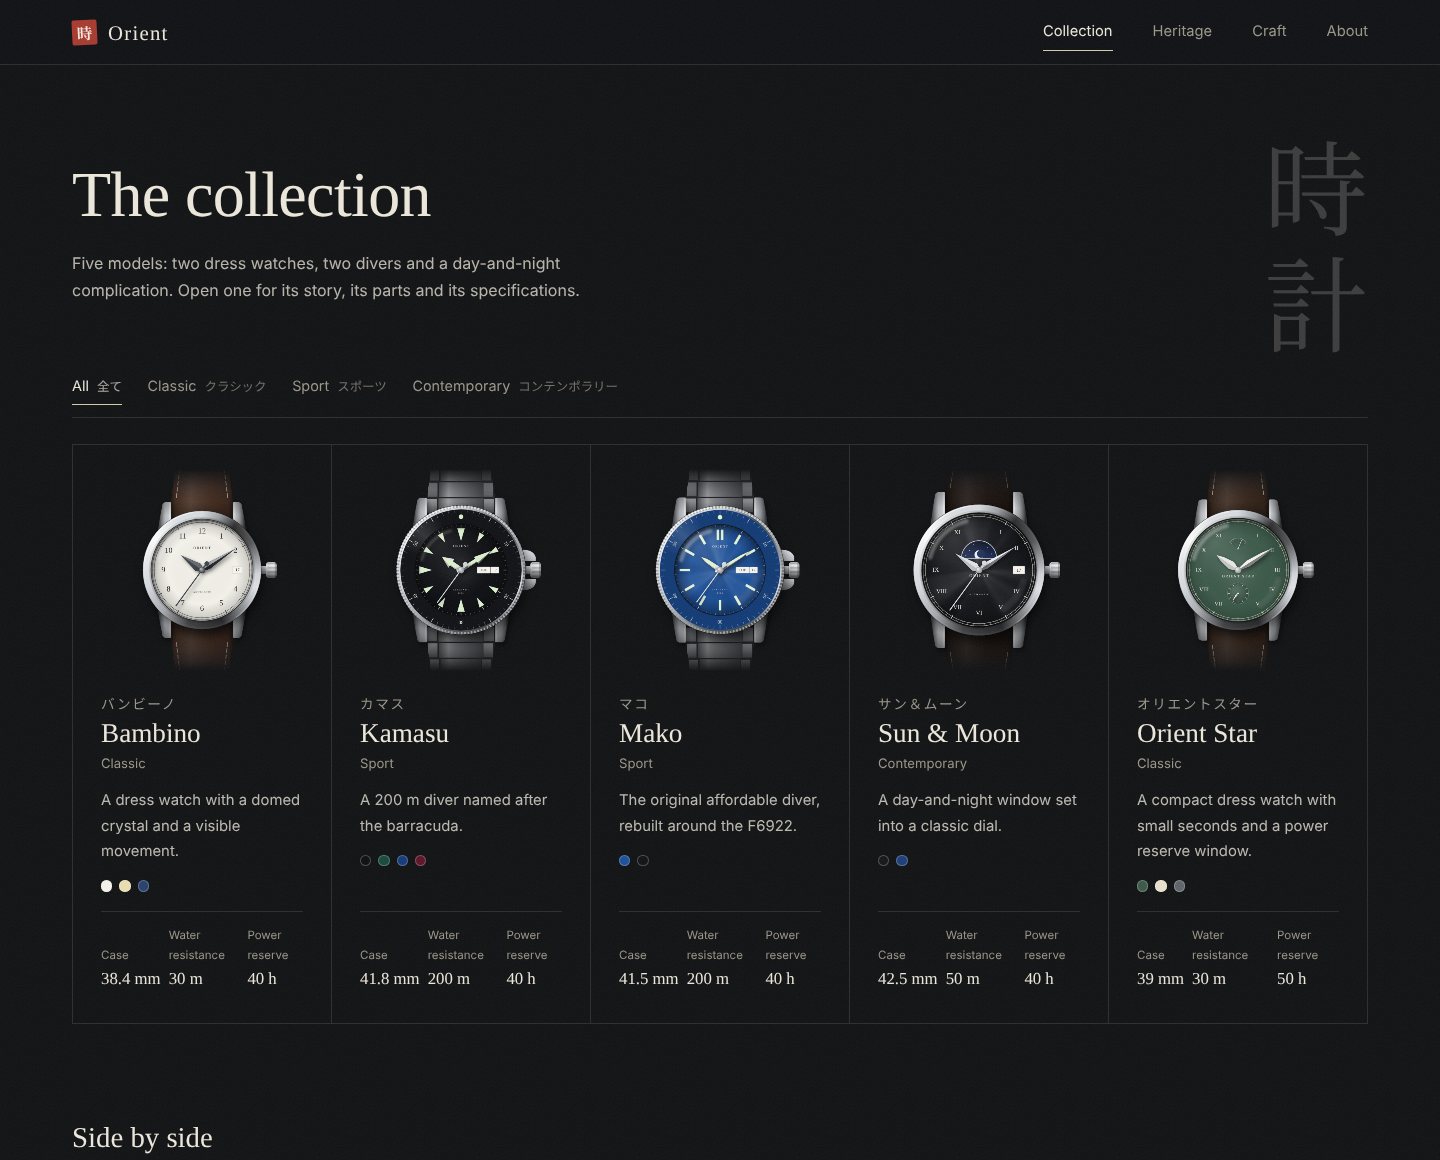 時 Orient
Collection Heritage Craft About
The collection
Five models: two dress watches, two divers and a day-and-night
complication. Open one for its story, its parts and its specifications.
時計
All 全て Classic クラシック Sport スポーツ Contemporary コンテンポラリー
バンビーノ
Bambino
Classic
A dress watch with a domed
crystal and a visible
movement.
Case
Water
resistance
Power
reserve
38.4 mm 30 m 40 h
カマス
Kamasu
Sport
A 200 m diver named after
the barracuda.
Case
Water
resistance
Power
reserve
41.8 mm 200 m 40 h
マコ
Mako
Sport
The original affordable diver,
rebuilt around the F6922.
Case
Water
resistance
Power
reserve
41.5 mm 200 m 40 h
サン＆ムーン
Sun & Moon
Contemporary
A day-and-night window set
into a classic dial.
Case
Water
resistance
Power
reserve
42.5 mm 50 m 40 h
オリエントスター
Orient Star
Classic
A compact dress watch with
small seconds and a power
reserve window.
Case
Water
resistance
Power
reserve
39 mm 30 m 50 h
Side by side